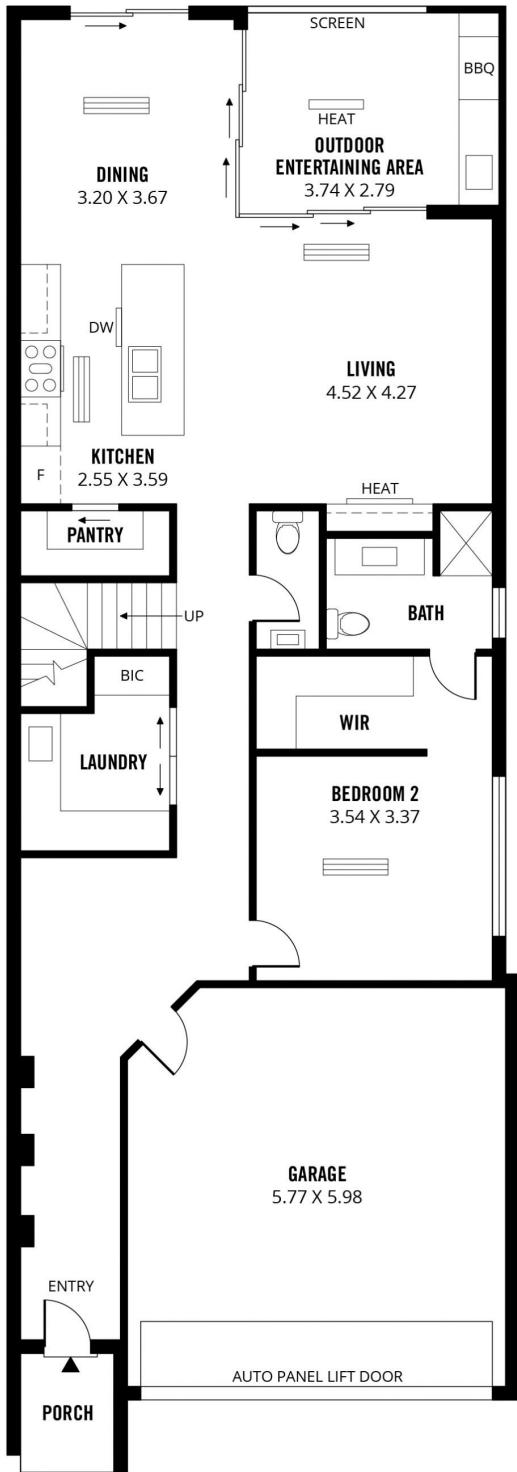 SCREEN
BBQ
HEAT
OUTDOOR
ENTERTAINING AREA
3.74 X 2.79
DINING
3.20 X 3.67
DW
LIVING
4.52 X 4.27
KITCHEN
2.55 X 3.59
F
HEAT
PANTRY
UP
BATH
BIC
WIR
LAUNDRY
BEDROOM 2
3.54 X 3.37
GARAGE
5.77 X 5.98
ENTRY
AUTO PANEL LIFT DOOR
PORCH